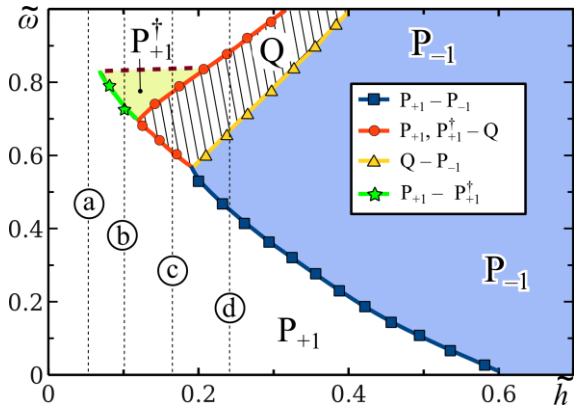 ω̃
P†+1
Q
P−1
0.8
P+1 – P−1
P+1, P†+1 – Q
Q – P−1
P+1 – P†+1
0.6
0.4
a
b
c
d
P−1
P+1
0.2
0
0
0.2
0.4
0.6
h̃